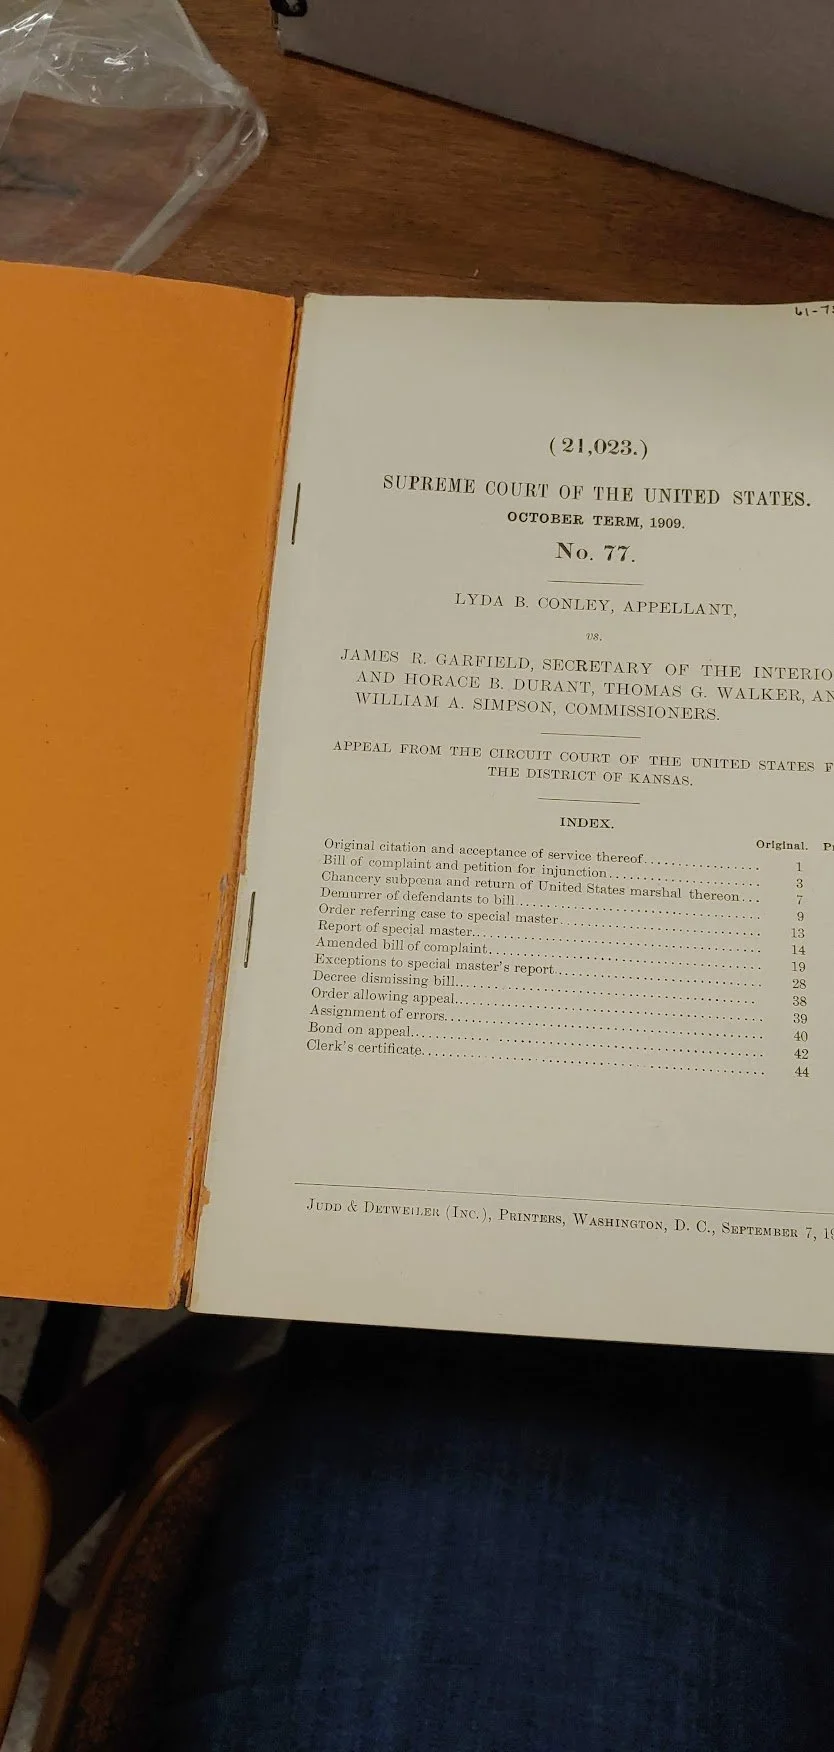 61-7
(21,023.)
SUPREME COURT OF THE UNITED STATES.
OCTOBER TERM, 1909.
No. 77.
LYDA B. CONLEY, APPELLANT,
vs.
JAMES R. GARFIELD, SECRETARY OF THE INTERIO
AND HORACE B. DURANT, THOMAS G. WALKER, AN
WILLIAM A. SIMPSON, COMMISSIONERS.
APPEAL FROM THE CIRCUIT COURT OF THE UNITED STATES F
THE DISTRICT OF KANSAS.
INDEX.
Original. P
Original citation and acceptance of service thereof................ 1
Bill of complaint and petition for injunction...................... 3
Chancery subpœna and return of United States marshal thereon... 7
Demurrer of defendants to bill..................................... 9
Order referring case to special master............................. 13
Report of special master........................................... 14
Amended bill of complaint.......................................... 19
Exceptions to special master's report.............................. 28
Decree dismissing bill............................................. 38
Order allowing appeal.............................................. 39
Assignment of errors............................................... 40
Bond on appeal..................................................... 42
Clerk's certificate................................................ 44
Judd & Detweiler (Inc.), Printers, Washington, D. C., September 7, 19